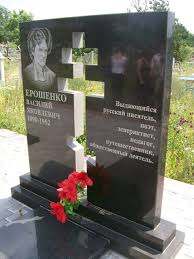 ЕРОШЕНКО
ВАСИЛИЙ
ЯКОВЛЕВИЧ
1890-1952
Выдающийся
русский писатель,
поэт,
эсперантист,
педагог,
путешественник,
общественный деятель.